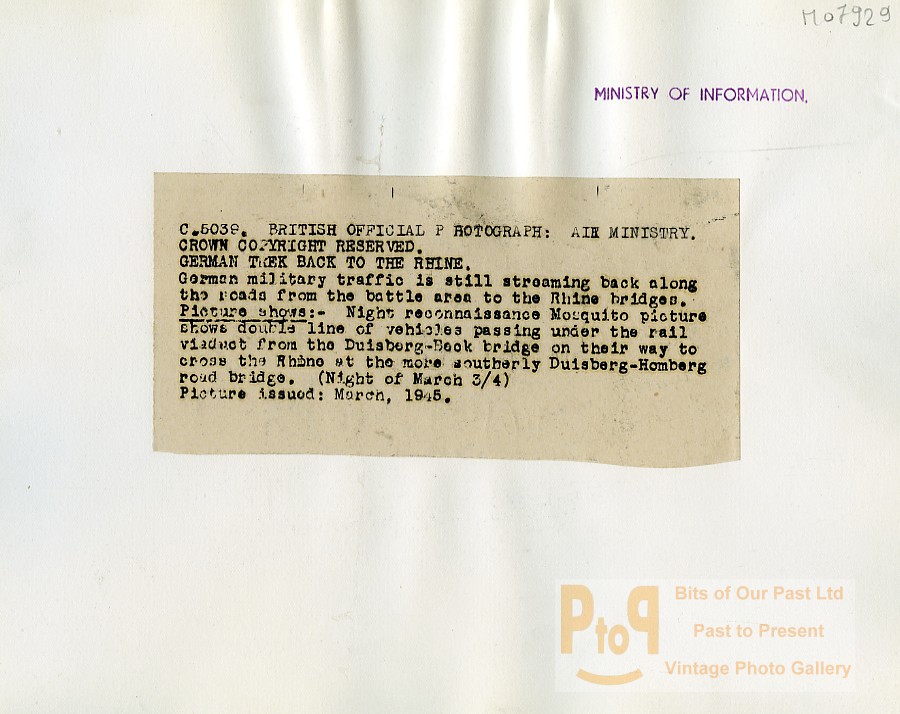 M07929
MINISTRY OF INFORMATION.
C.5039. BRITISH OFFICIAL P HOTOGRAPH: AIR MINISTRY.
CROWN COPYRIGHT RESERVED.
GERMAN TREK BACK TO THE RHINE.
German military traffic is still streaming back along
the roads from the battle area to the Rhine bridges.
Picture shows:- Night reconnaissance Mosquito picture
shows double line of vehicles passing under the rail
viaduct from the Duisberg-Beok bridge on their way to
cross the Rhine at the more southerly Duisberg-Homberg
road bridge. (Night of March 3/4)
Picture issued: March, 1945.
PtoP
Bits of Our Past Ltd
Past to Present
Vintage Photo Gallery